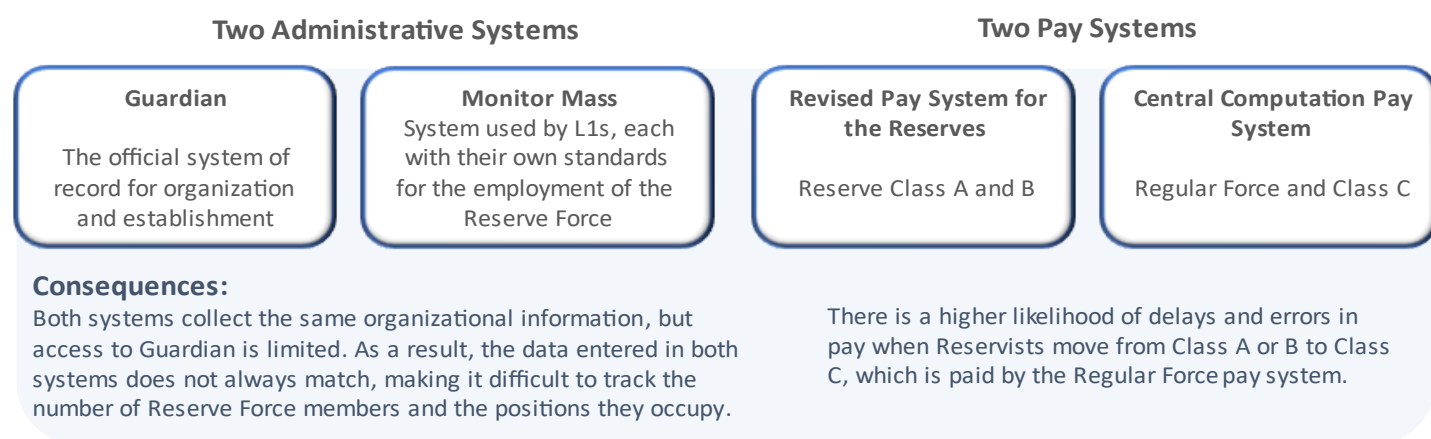 Two Administrative Systems
Two Pay Systems
Guardian
The official system of
record for organization
and establishment
Monitor Mass
System used by L1s, each
with their own standards
for the employment of the
Reserve Force
Revised Pay System for
the Reserves
Reserve Class A and B
Central Computation Pay
System
Regular Force and Class C
Consequences:
Both systems collect the same organizational information, but
access to Guardian is limited. As a result, the data entered in both
systems does not always match, making it difficult to track the
number of Reserve Force members and the positions they occupy.
There is a higher likelihood of delays and errors in
pay when Reservists move from Class A or B to Class
C, which is paid by the Regular Force pay system.